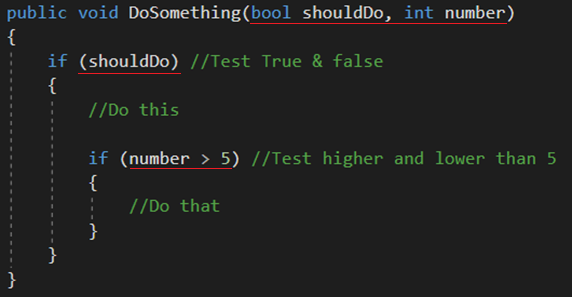 public void DoSomething(bool shouldDo, int number)
{
if (shouldDo) //Test True & false
{
//Do this
if (number > 5) //Test higher and lower than 5
{
//Do that
}
}
}